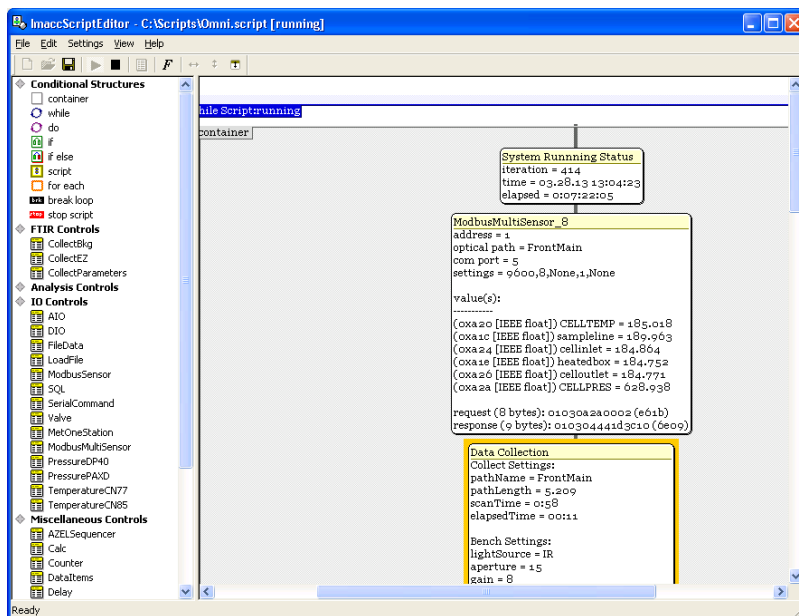 ImaccScriptEditor - C:\Scripts\Omni.script [running]
File Edit Settings View Help
F
Conditional Structures
container
while
do
if
if else
script
for each
brk break loop
stop stop script
FTIR Controls
CollectBkg
CollectEZ
CollectParameters
Analysis Controls
IO Controls
AIO
DIO
FileData
LoadFile
ModbusSensor
SQL
SerialCommand
Valve
MetOneStation
ModbusMultiSensor
PressureDP40
PressurePAXD
TemperatureCN77
TemperatureCN85
Miscellaneous Controls
AZELSequencer
Calc
Counter
DataItems
Delay
hile Script:running
container
System Runnning Status
iteration = 414
time = 03.28.13 13:04:23
elapsed = 0:07:22:05
ModbusMultiSensor_8
address = 1
optical path = FrontMain
com port = 5
settings = 9600,8,None,1,None
value(s):
-----------
(0xa20 [IEEE float]) CELLTEMP = 185.018
(0xa1c [IEEE float]) sampleline = 189.963
(0xa24 [IEEE float]) cellinlet = 184.864
(0xa1e [IEEE float]) heatedbox = 184.752
(0xa26 [IEEE float]) celloutlet = 184.771
(0xa2a [IEEE float]) CELLPRES = 628.938
request (8 bytes): 01030a2a0002 (e61b)
response (9 bytes): 010304441d3c10 (6e09)
Data Collection
Collect Settings:
pathName = FrontMain
pathLength = 5.209
scanTime = 0:58
elapsedTime = 00:11
Bench Settings:
lightSource = IR
aperture = 15
gain = 8
Ready